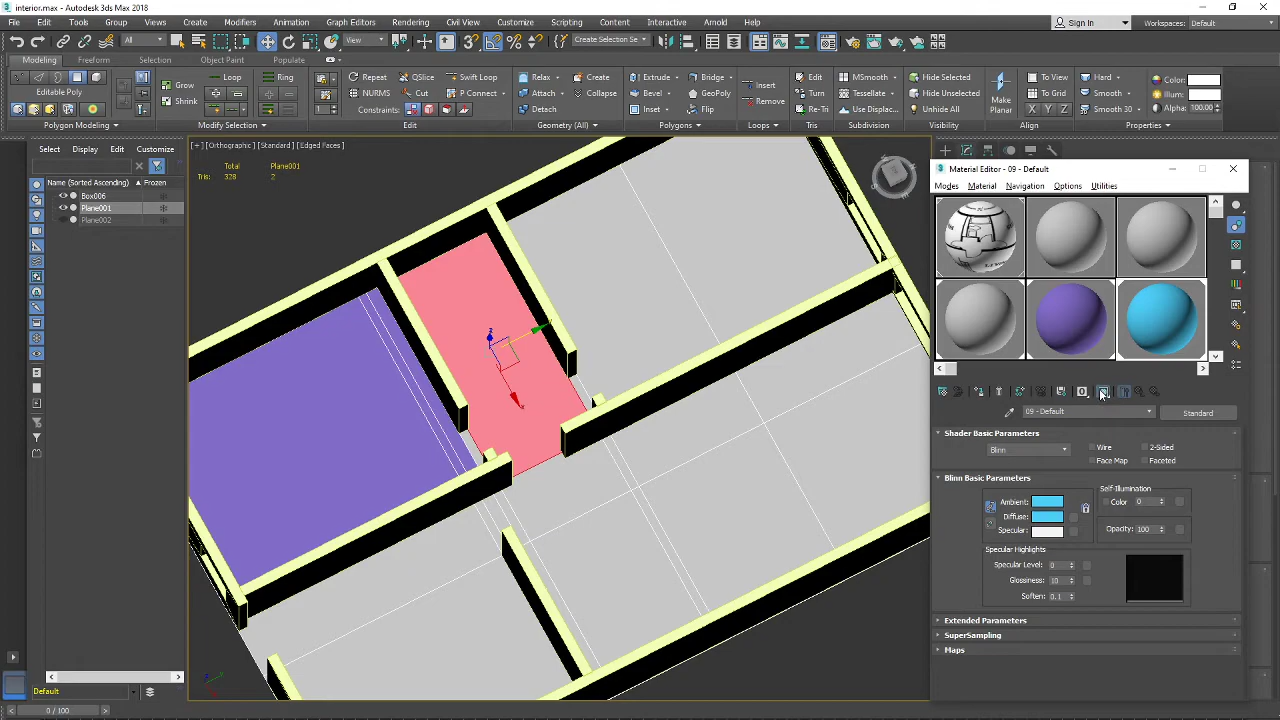 interior.max - Autodesk 3ds Max 2018
File Edit Tools Group Views Create Modifiers Animation Graph Editors Rendering Civil View Customize Scripting Content Interactive Arnold Help
Sign In Workspaces: Default
All View Create Selection Se
Modeling Freeform Selection Object Paint Populate
Editable Poly
Polygon Modeling
Grow
Shrink
Loop
Ring
Modify Selection
Repeat QSlice Swift Loop
NURMS Cut P Connect
Constraints:
Edit
Relax Create
Attach Collapse
Detach
Geometry (All)
Extrude Bridge
Bevel GeoPoly
Inset Flip
Polygons
Insert
Remove
Loops
Edit
Turn
Re-Tri
Tris
MSmooth
Tessellate
Use Displac...
Subdivision
Hide Selected
Hide Unselected
Unhide All
Visibility
Make
Planar
To View
To Grid
X Y Z
Align
Hard
Smooth
Smooth 30
Color:
Illum:
Alpha: 100.00
Properties
Select Display Edit Customize
Name (Sorted Ascending) Frozen
Box006
Plane001
Plane002
Default
0 / 100
[+] [Orthographic] [Standard] [Edged Faces]
Total Plane001
Tris: 328 2
z
x
Material Editor - 09 - Default
Modes Material Navigation Options Utilities
09 - Default Standard
Shader Basic Parameters
Blinn Wire 2-Sided
Face Map Faceted
Blinn Basic Parameters
Self-Illumination
Ambient: Color 0
Diffuse:
Specular: Opacity: 100
Specular Highlights
Specular Level: 0
Glossiness: 10
Soften: 0.1
Extended Parameters
SuperSampling
Maps